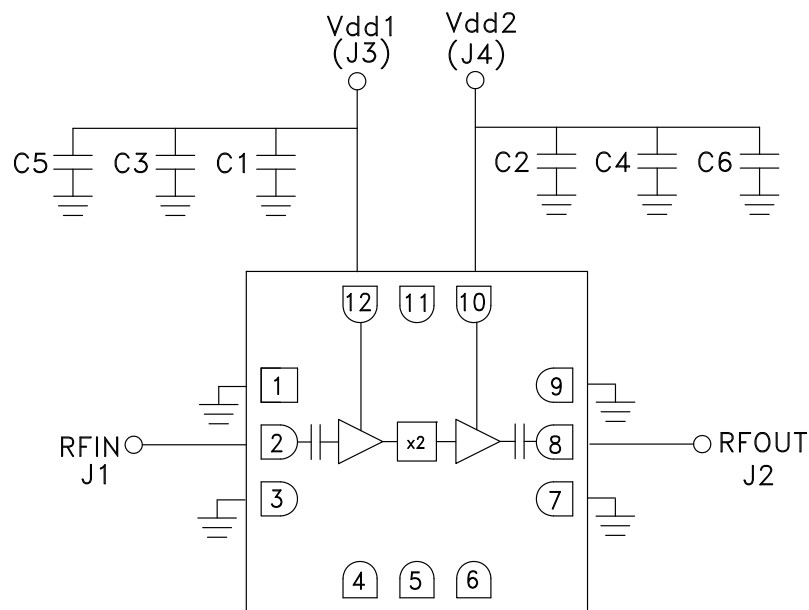 Vdd1 Vdd2
(J3) (J4)
C5 C3 C1 C2 C4 C6
12 11 10
1 9
RFIN 2 x2 8 RFOUT
J1 J2
3 7
4 5 6